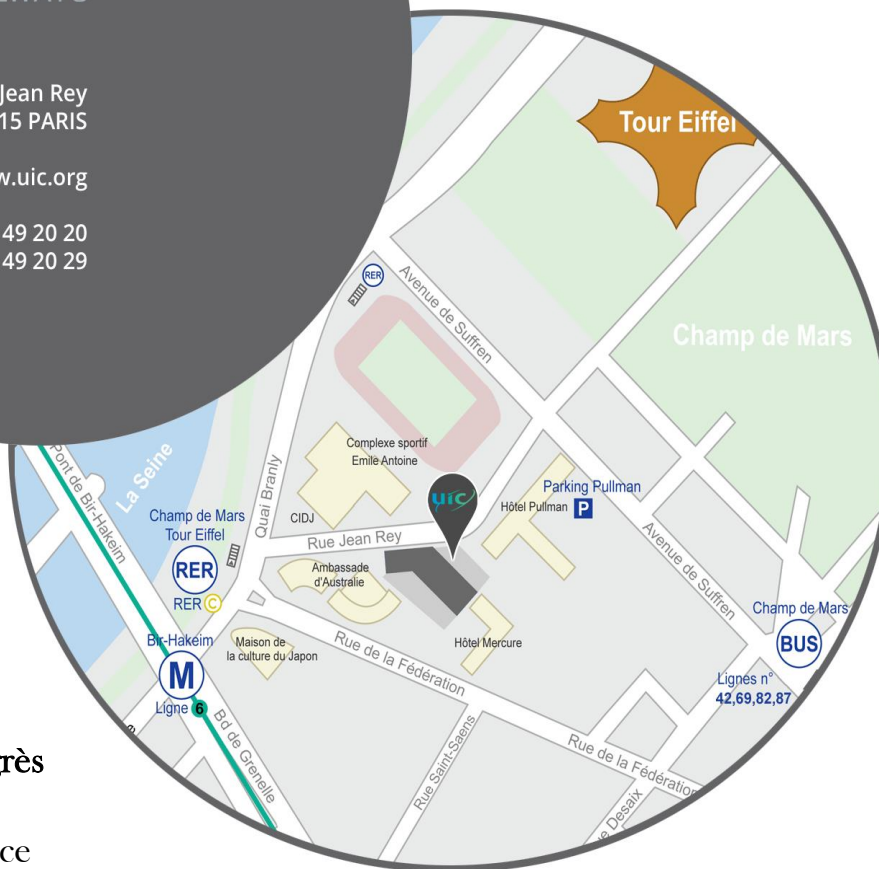 Jean Rey
15 PARIS
w.uic.org
49 20 20
49 20 29
Tour Eiffel
RER
Avenue de Suffren
Champ de Mars
Complexe sportif
Emile Antoine
Quai Branly
La Seine
Pont de Bir-Hakeim
uic
Parking Pullman
Hôtel Pullman P
CIDJ
Champ de Mars
Tour Eiffel
RER
RER C
Rue Jean Rey
Ambassade
d'Australie
Avenue de Suffren
Champ de Mars
BUS
Lignes n°
42,69,82,87
Bir-Hakeim
M
Ligne 6
Maison de
la culture du Japon
Hôtel Mercure
Rue de la Fédération
Bd de Grenelle
Rue Saint-Saens
Rue de la Fédération
e Desaix
grès
ce